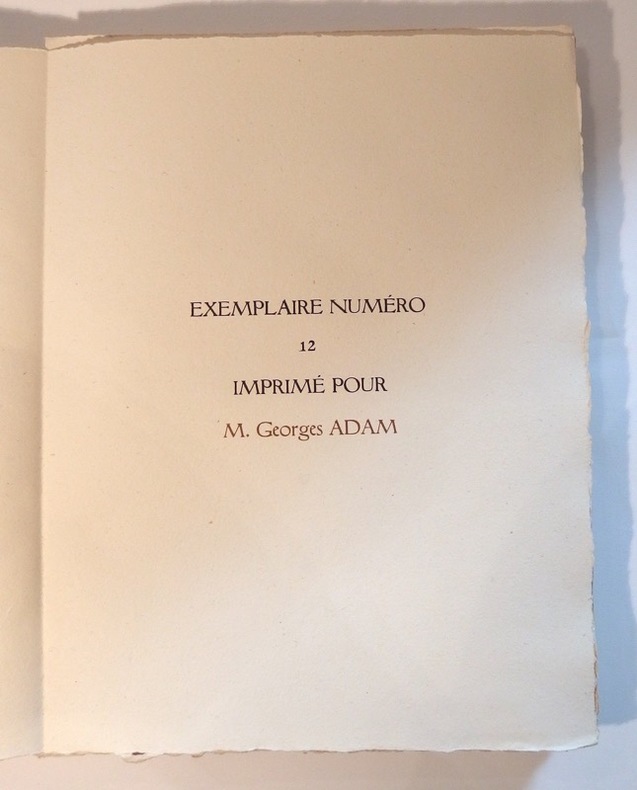 EXEMPLAIRE NUMÉRO
12
IMPRIMÉ POUR
M. Georges ADAM